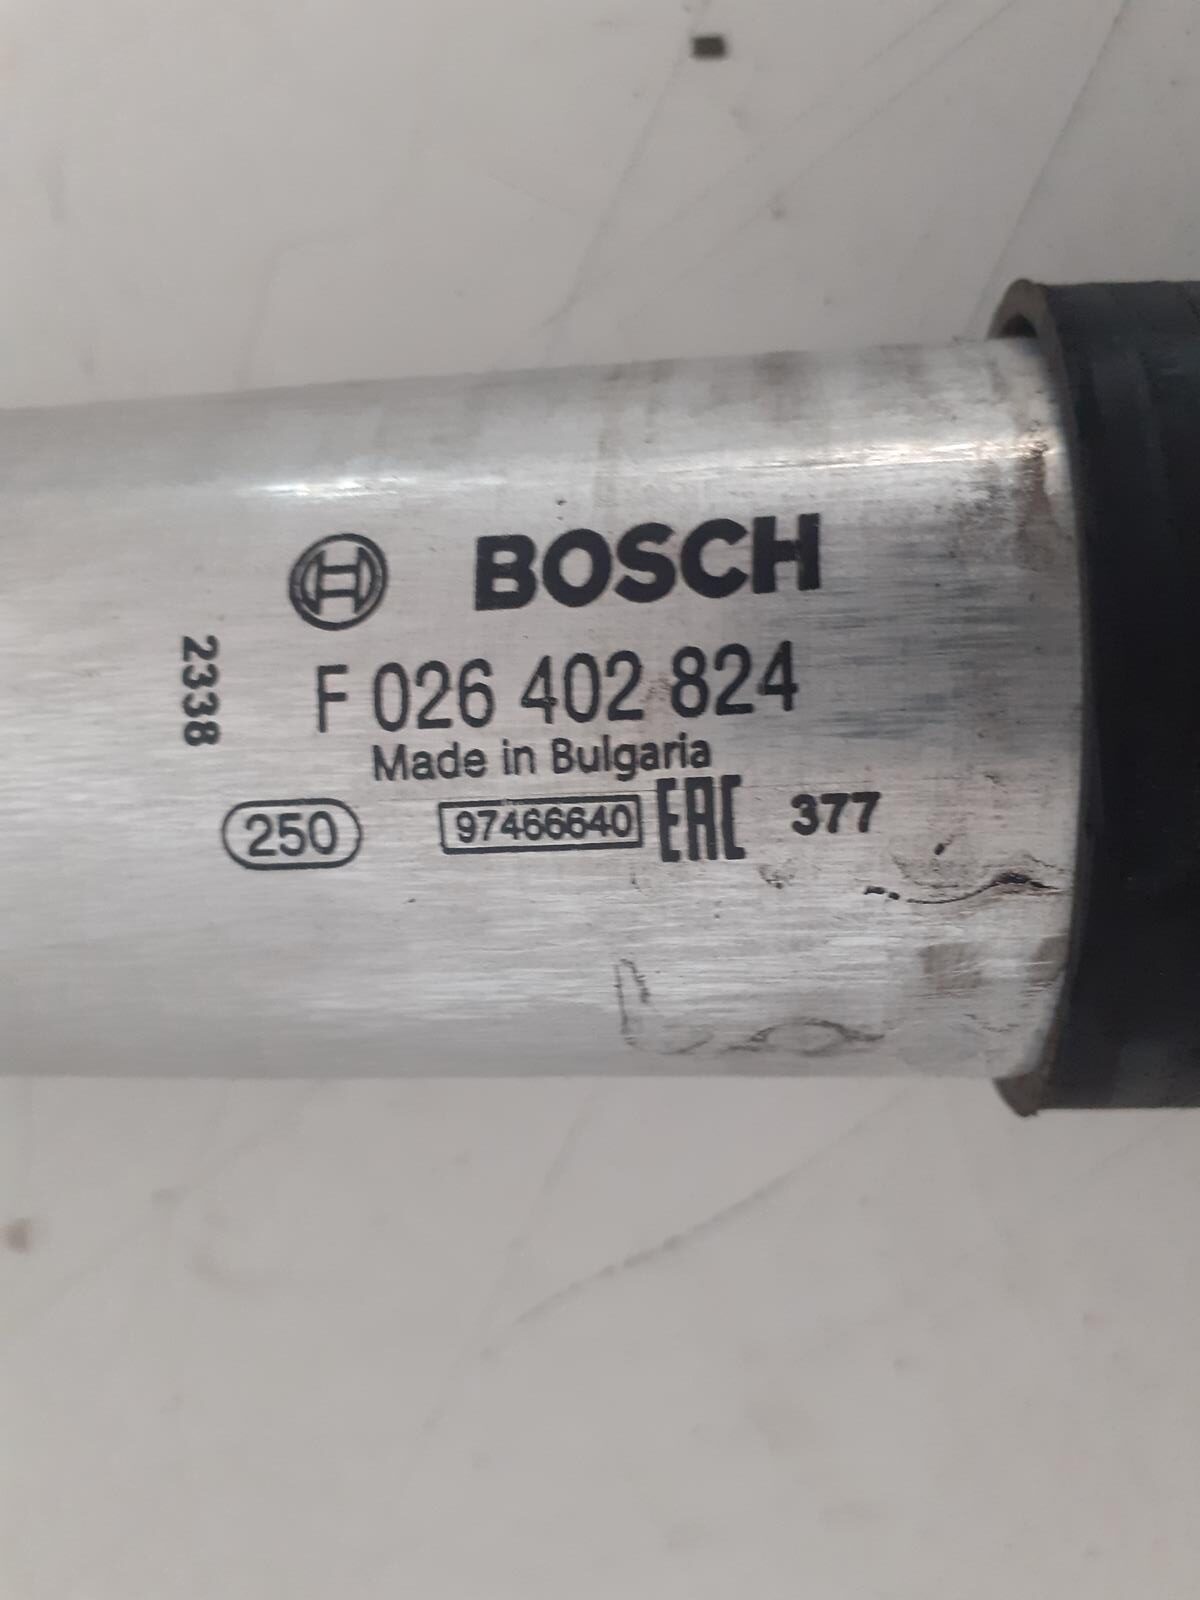 BOSCH
2338
F 026 402 824
Made in Bulgaria
250 97466640 EAC 377